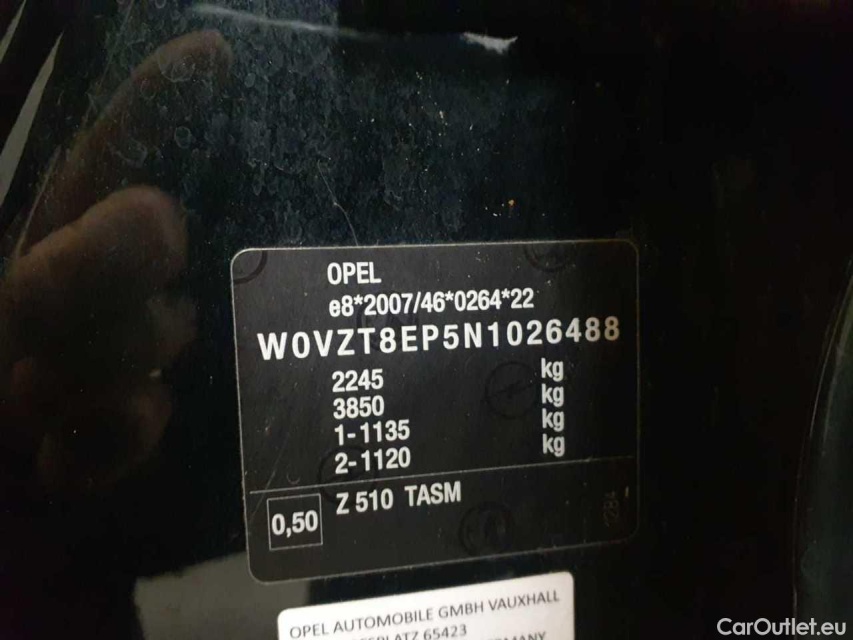 OPEL
e8*2007/46*0264*22
W0VZT8EP5N1026488
2245 kg
3850 kg
1-1135 kg
2-1120 kg
0,50 Z 510 TASM
OPEL AUTOMOBILE GMBH VAUXHALL
65423
CarOutlet.eu